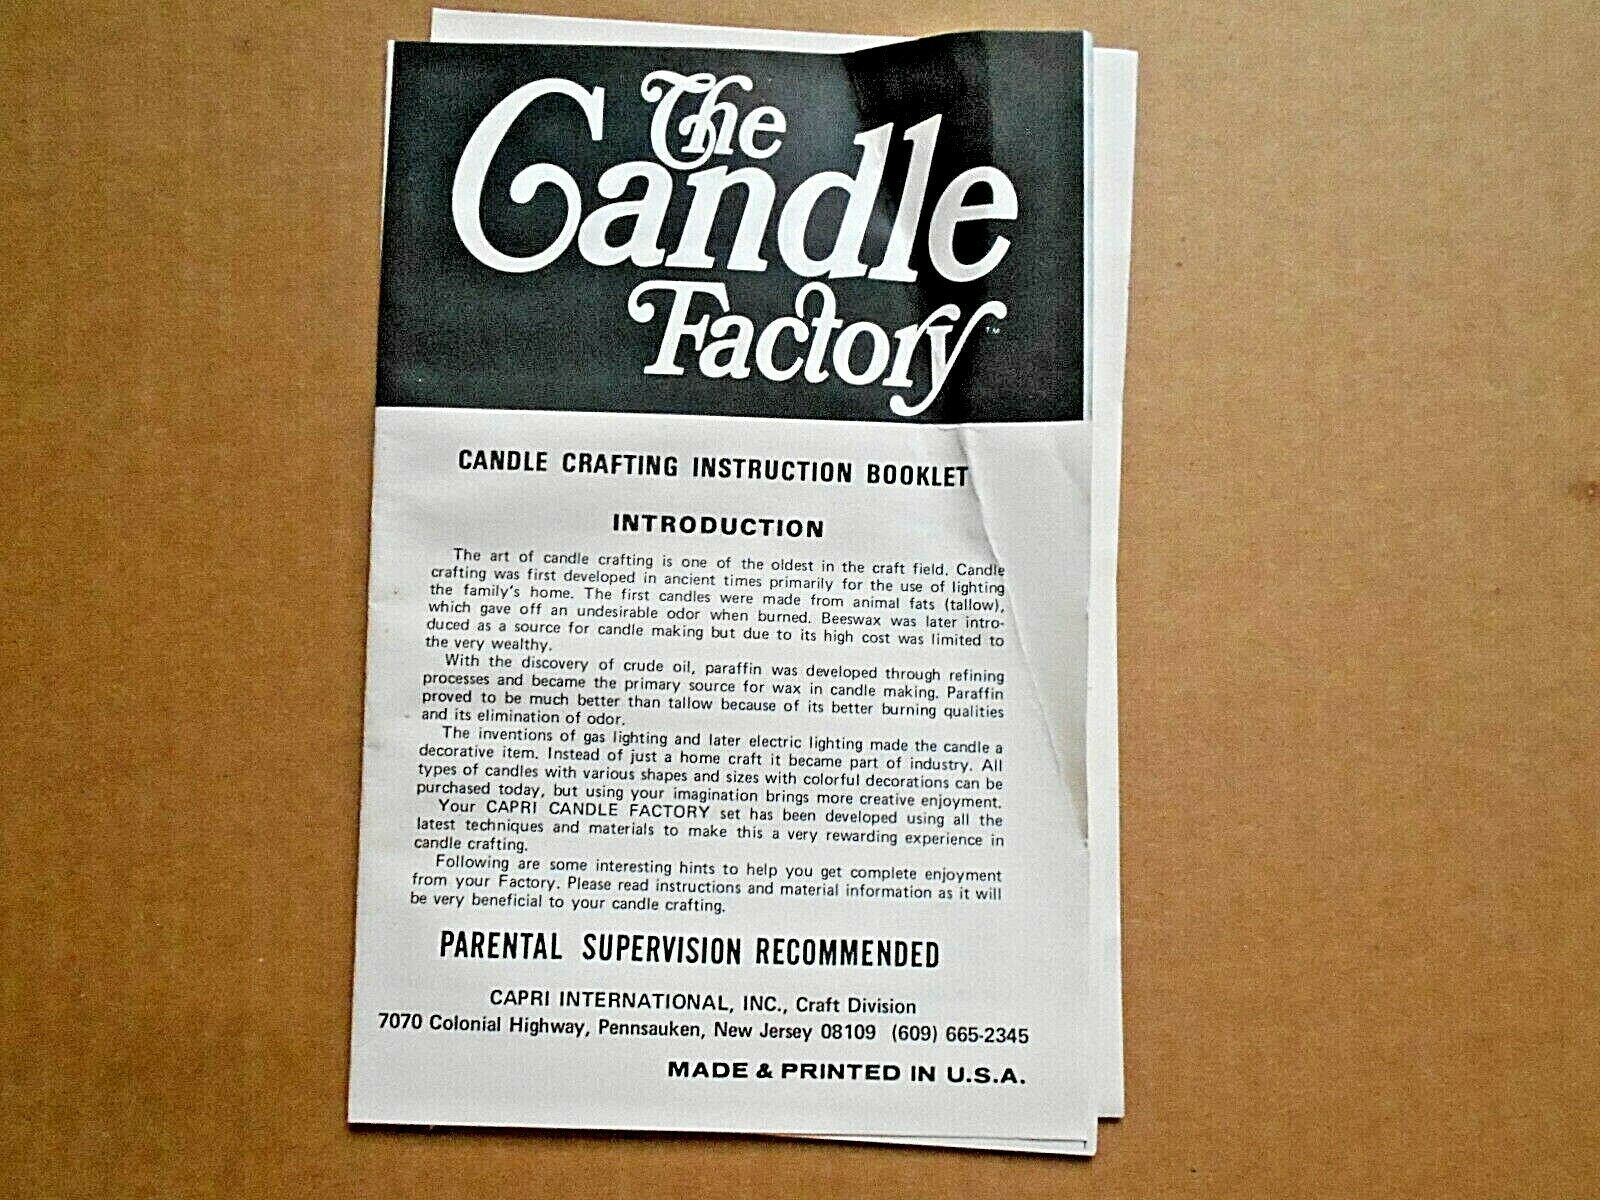 The
Candle
Factory™
CANDLE CRAFTING INSTRUCTION BOOKLET
INTRODUCTION
The art of candle crafting is one of the oldest in the craft field. Candle
crafting was first developed in ancient times primarily for the use of lighting
the family's home. The first candles were made from animal fats (tallow),
which gave off an undesirable odor when burned. Beeswax was later intro-
duced as a source for candle making but due to its high cost was limited to
the very wealthy.
With the discovery of crude oil, paraffin was developed through refining
processes and became the primary source for wax in candle making. Paraffin
proved to be much better than tallow because of its better burning qualities
and its elimination of odor.
The inventions of gas lighting and later electric lighting made the candle a
decorative item. Instead of just a home craft it became part of industry. All
types of candles with various shapes and sizes with colorful decorations can be
purchased today, but using your imagination brings more creative enjoyment.
Your CAPRI CANDLE FACTORY set has been developed using all the
latest techniques and materials to make this a very rewarding experience in
candle crafting.
Following are some interesting hints to help you get complete enjoyment
from your Factory. Please read instructions and material information as it will
be very beneficial to your candle crafting.
PARENTAL SUPERVISION RECOMMENDED
CAPRI INTERNATIONAL, INC., Craft Division
7070 Colonial Highway, Pennsauken, New Jersey 08109 (609) 665-2345
MADE & PRINTED IN U.S.A.